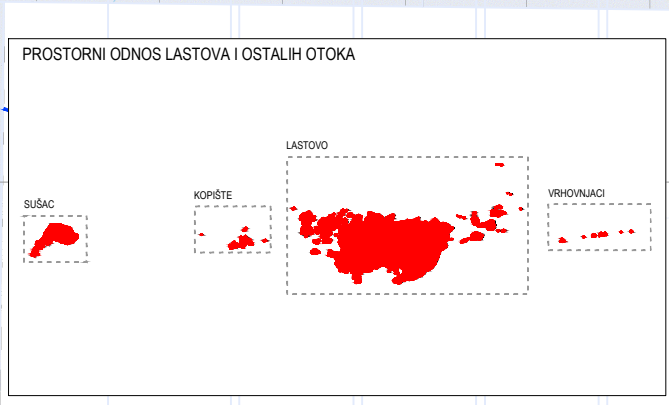 PROSTORNI ODNOS LASTOVA I OSTALIH OTOKA
LASTOVO
KOPIŠTE
VRHOVNJACI
SUŠAC